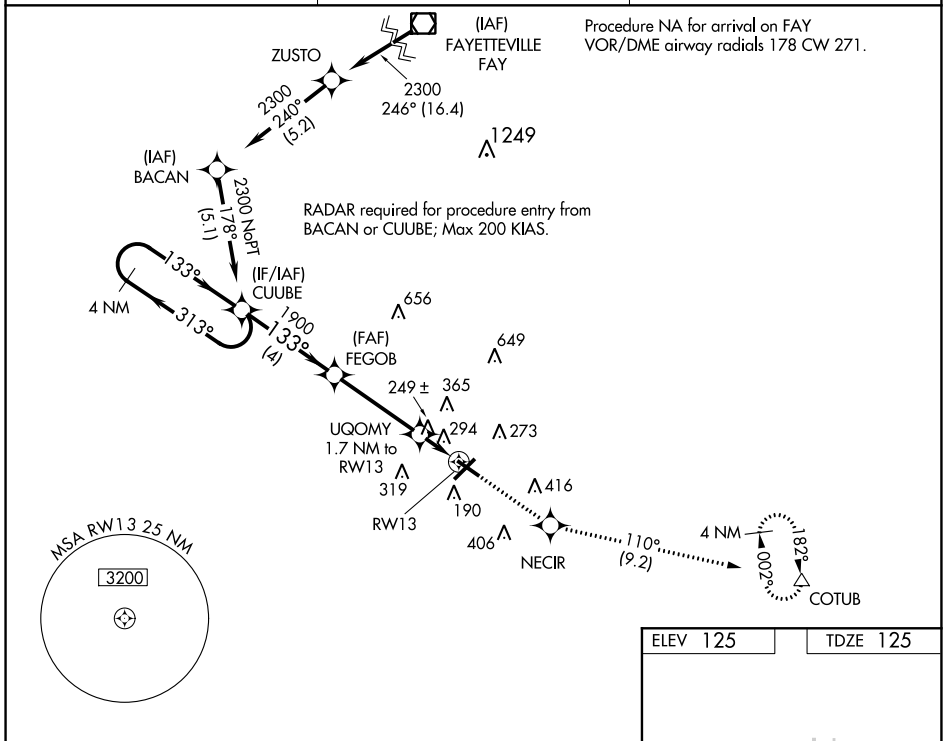 (IAF)
FAYETTEVILLE
FAY
Procedure NA for arrival on FAY
VOR/DME airway radials 178 CW 271.
ZUSTO
2300
246° (16.4)
2300
240°
(5.2)
1249
(IAF)
BACAN
2300 NoPT
178°
(5.1)
RADAR required for procedure entry from
BACAN or CUUBE; Max 200 KIAS.
133°
4 NM
313°
(IF/IAF)
CUUBE
1900
133°
(4)
656
(FAF)
FEGOB
649
249 ±
365
UQOMY
1.7 NM to
RW13
294
273
319
190
416
RW13
406
NECIR
110°
(9.2)
4 NM
002°
182°
COTUB
MSA RW13 25 NM
3200
ELEV 125
TDZE 125